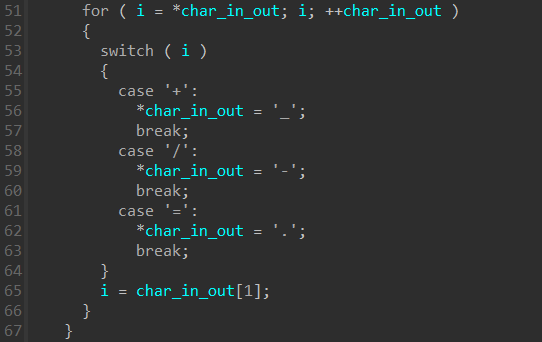 51 for ( i = *char_in_out; i; ++char_in_out )
52 {
53 switch ( i )
54 {
55 case '+':
56 *char_in_out = '_';
57 break;
58 case '/':
59 *char_in_out = '-';
60 break;
61 case '=':
62 *char_in_out = '.';
63 break;
64 }
65 i = char_in_out[1];
66 }
67 }